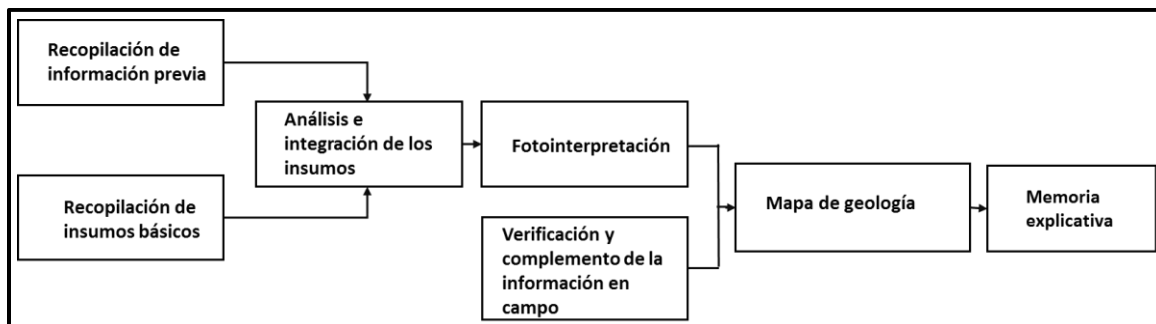 Recopilación de
información previa
Recopilación de
insumos básicos
Análisis e
integración de los
insumos
Fotointerpretación
Verificación y
complemento de la
información en
campo
Mapa de geología
Memoria
explicativa